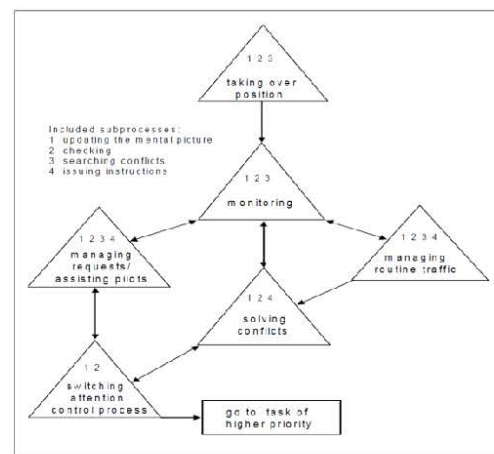 1 2 3
taking over
position
Included subprocesses:
1 updating the mental picture
2 checking
3 searching conflicts
4 issuing instructions
1 2 3
monitoring
1 2 3 4
managing
requests/
assisting pilots
1 2 3 4
managing
routine traffic
1 2 4
solving
conflicts
1 2
switching
attention
control process
go to task of
higher priority